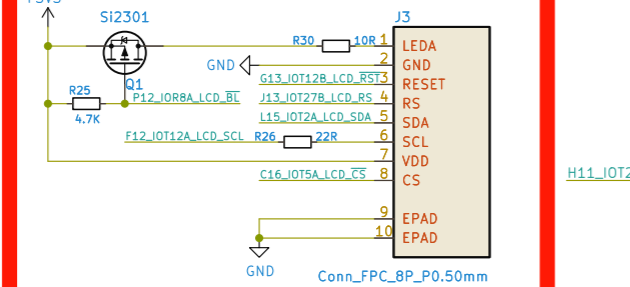 Si2301
J3
R30
10R
1
LEDA
GND
2
GND
G13_IOT12B_LCD_RST
3
RESET
R25
Q1
P12_IOR8A_LCD_BL
J13_IOT27B_LCD_RS
4
RS
4.7K
L15_IOT2A_LCD_SDA
5
SDA
F12_IOT12A_LCD_SCL
R26
22R
6
SCL
7
VDD
C16_IOT5A_LCD_CS
8
CS
9
EPAD
10
EPAD
GND
Conn_FPC_8P_P0.50mm